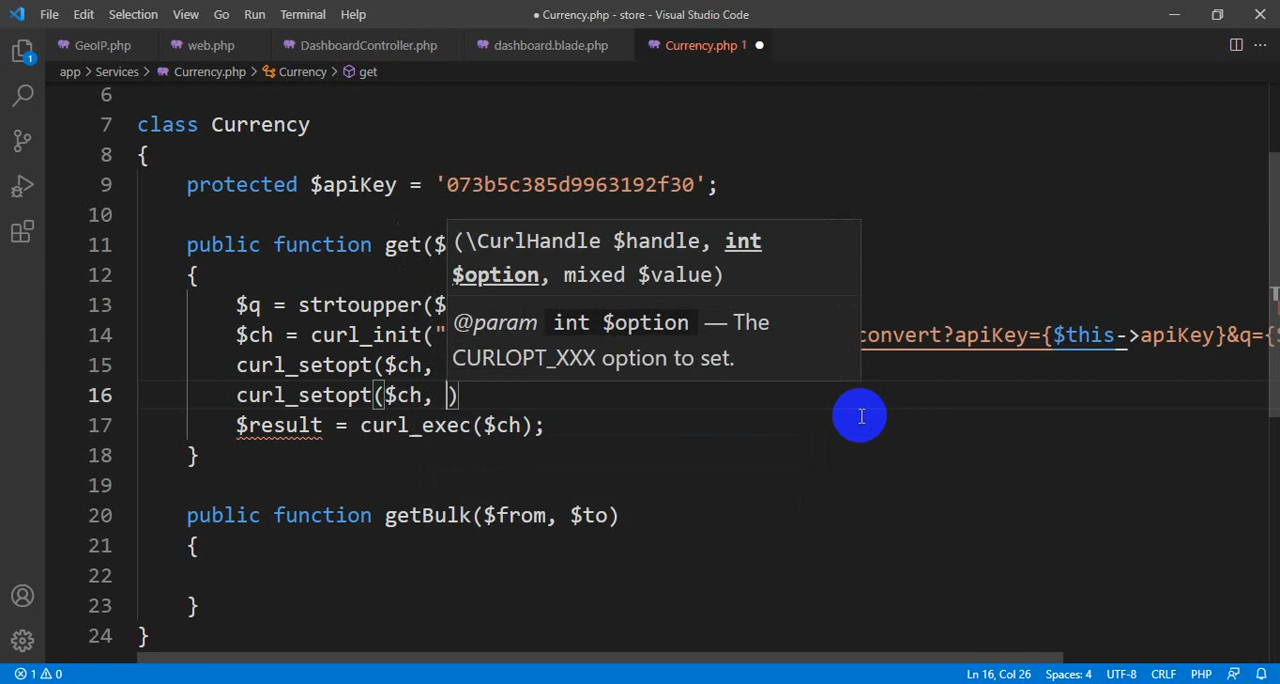 File Edit Selection View Go Run Terminal Help ● Currency.php - store - Visual Studio Code
GeoIP.php web.php DashboardController.php dashboard.blade.php Currency.php 1
app > Services > Currency.php > Currency > get
6
7 class Currency
8 {
9 protected $apiKey = '073b5c385d9963192f30';
10
11 public function get($
12 {
13 $q = strtoupper($
14 $ch = curl_init(" convert?apiKey={$this->apiKey}&q={$
15 curl_setopt($ch,
16 curl_setopt($ch, )
17 $result = curl_exec($ch);
18 }
19
20 public function getBulk($from, $to)
21 {
22
23 }
24 }
(\CurlHandle $handle, int
$option, mixed $value)
@param int $option — The
CURLOPT_XXX option to set.
1
1 0 Ln 16, Col 26 Spaces: 4 UTF-8 CRLF PHP